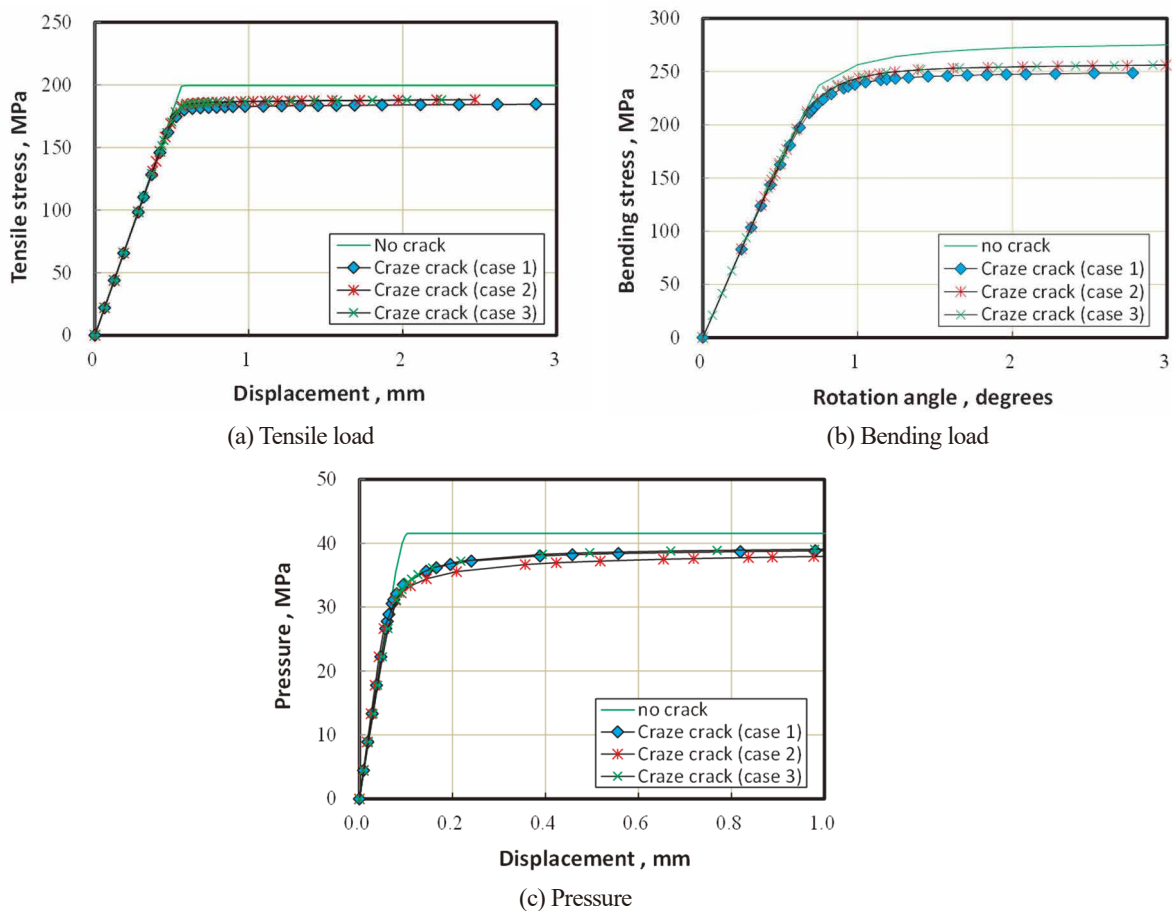 250
200
150
100
50
0
Tensile stress , MPa
No crack
Craze crack (case 1)
Craze crack (case 2)
Craze crack (case 3)
0 1 2 3
Displacement , mm
(a) Tensile load
300
250
200
150
100
50
0
Bending stress , MPa
no crack
Craze crack (case 1)
Craze crack (case 2)
Craze crack (case 3)
0 1 2 3
Rotation angle , degrees
(b) Bending load
50
40
30
20
10
0
Pressure , MPa
no crack
Craze crack (case 1)
Craze crack (case 2)
Craze crack (case 3)
0.0 0.2 0.4 0.6 0.8 1.0
Displacement , mm
(c) Pressure